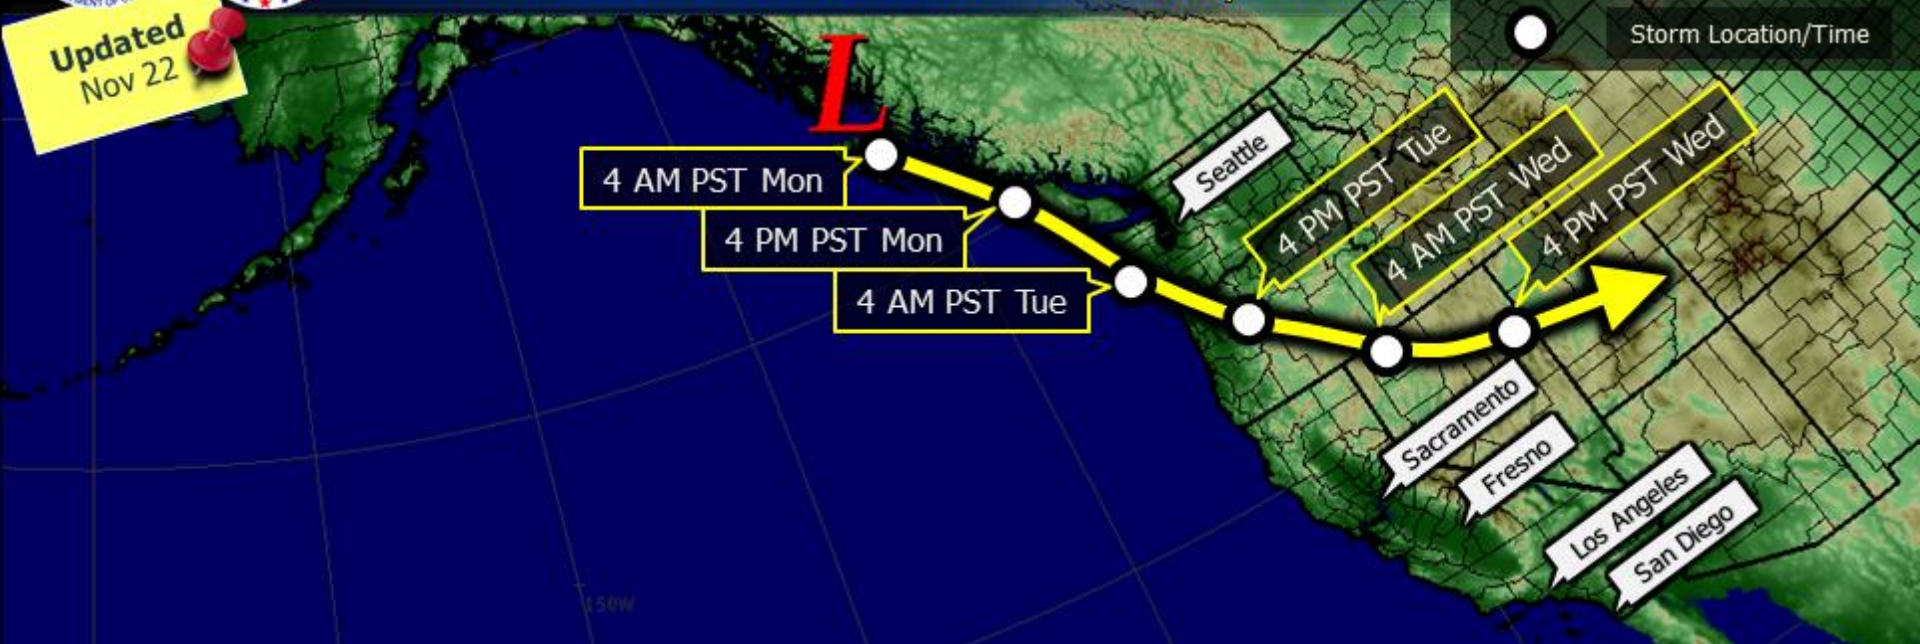 Updated
Nov 22
Storm Location/Time
L
4 AM PST Mon
4 PM PST Mon
4 AM PST Tue
4 PM PST Tue
4 AM PST Wed
4 PM PST Wed
Seattle
Sacramento
Fresno
Los Angeles
San Diego
150W